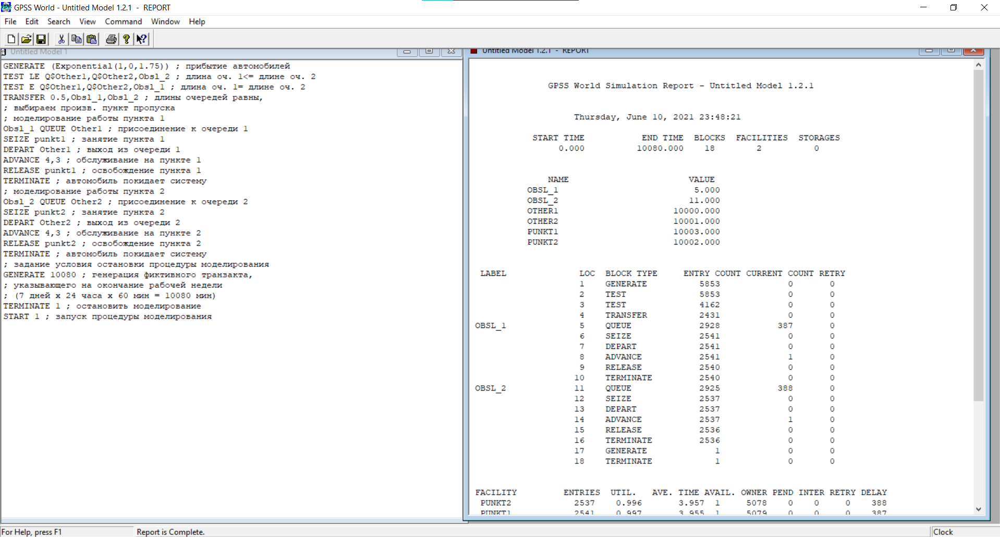 GPSS World - Untitled Model 1.2.1 - REPORT
File Edit Search View Command Window Help
Untitled Model 1
GENERATE (Exponential(1,0,1.75)) ; прибытие автомобилей
TEST LE Q$Other1,Q$Other2,Obsl_2 ; длина оч. 1<= длине оч. 2
TEST E Q$Other1,Q$Other2,Obsl_1 ; длина оч. 1= длине оч. 2
TRANSFER 0.5,Obsl_1,Obsl_2 ; длины очередей равны,
; выбираем произв. пункт пропуска
; моделирование работы пункта 1
Obsl_1 QUEUE Other1 ; присоединение к очереди 1
SEIZE punkt1 ; занятие пункта 1
DEPART Other1 ; выход из очереди 1
ADVANCE 4,3 ; обслуживание на пункте 1
RELEASE punkt1 ; освобождение пункта 1
TERMINATE ; автомобиль покидает систему
; моделирование работы пункта 2
Obsl_2 QUEUE Other2 ; присоединение к очереди 2
SEIZE punkt2 ; занятие пункта 2
DEPART Other2 ; выход из очереди 2
ADVANCE 4,3 ; обслуживание на пункте 2
RELEASE punkt2 ; освобождение пункта 2
TERMINATE ; автомобиль покидает систему
; задание условия остановки процедуры моделирования
GENERATE 10080 ; генерация фиктивного транзакта,
; указывающего на окончание рабочей недели
; (7 дней x 24 часа x 60 мин = 10080 мин)
TERMINATE 1 ; остановить моделирование
START 1 ; запуск процедуры моделирования
Untitled Model 1.2.1 - REPORT
GPSS World Simulation Report - Untitled Model 1.2.1
Thursday, June 10, 2021 23:48:21
START TIME END TIME BLOCKS FACILITIES STORAGES
0.000 10080.000 18 2 0
NAME VALUE
OBSL_1 5.000
OBSL_2 11.000
OTHER1 10000.000
OTHER2 10001.000
PUNKT1 10003.000
PUNKT2 10002.000
LABEL LOC BLOCK TYPE ENTRY COUNT CURRENT COUNT RETRY
1 GENERATE 5853 0 0
2 TEST 5853 0 0
3 TEST 4162 0 0
4 TRANSFER 2431 0 0
OBSL_1 5 QUEUE 2928 387 0
6 SEIZE 2541 0 0
7 DEPART 2541 0 0
8 ADVANCE 2541 1 0
9 RELEASE 2540 0 0
10 TERMINATE 2540 0 0
OBSL_2 11 QUEUE 2925 388 0
12 SEIZE 2537 0 0
13 DEPART 2537 0 0
14 ADVANCE 2537 1 0
15 RELEASE 2536 0 0
16 TERMINATE 2536 0 0
17 GENERATE 1 0 0
18 TERMINATE 1 0 0
FACILITY ENTRIES UTIL. AVE. TIME AVAIL. OWNER PEND INTER RETRY DELAY
PUNKT2 2537 0.996 3.957 1 5078 0 0 0 388
PUNKT1 2541 0.997 3.955 1 5079 0 0 0 387
For Help, press F1
Report is Complete.
Clock